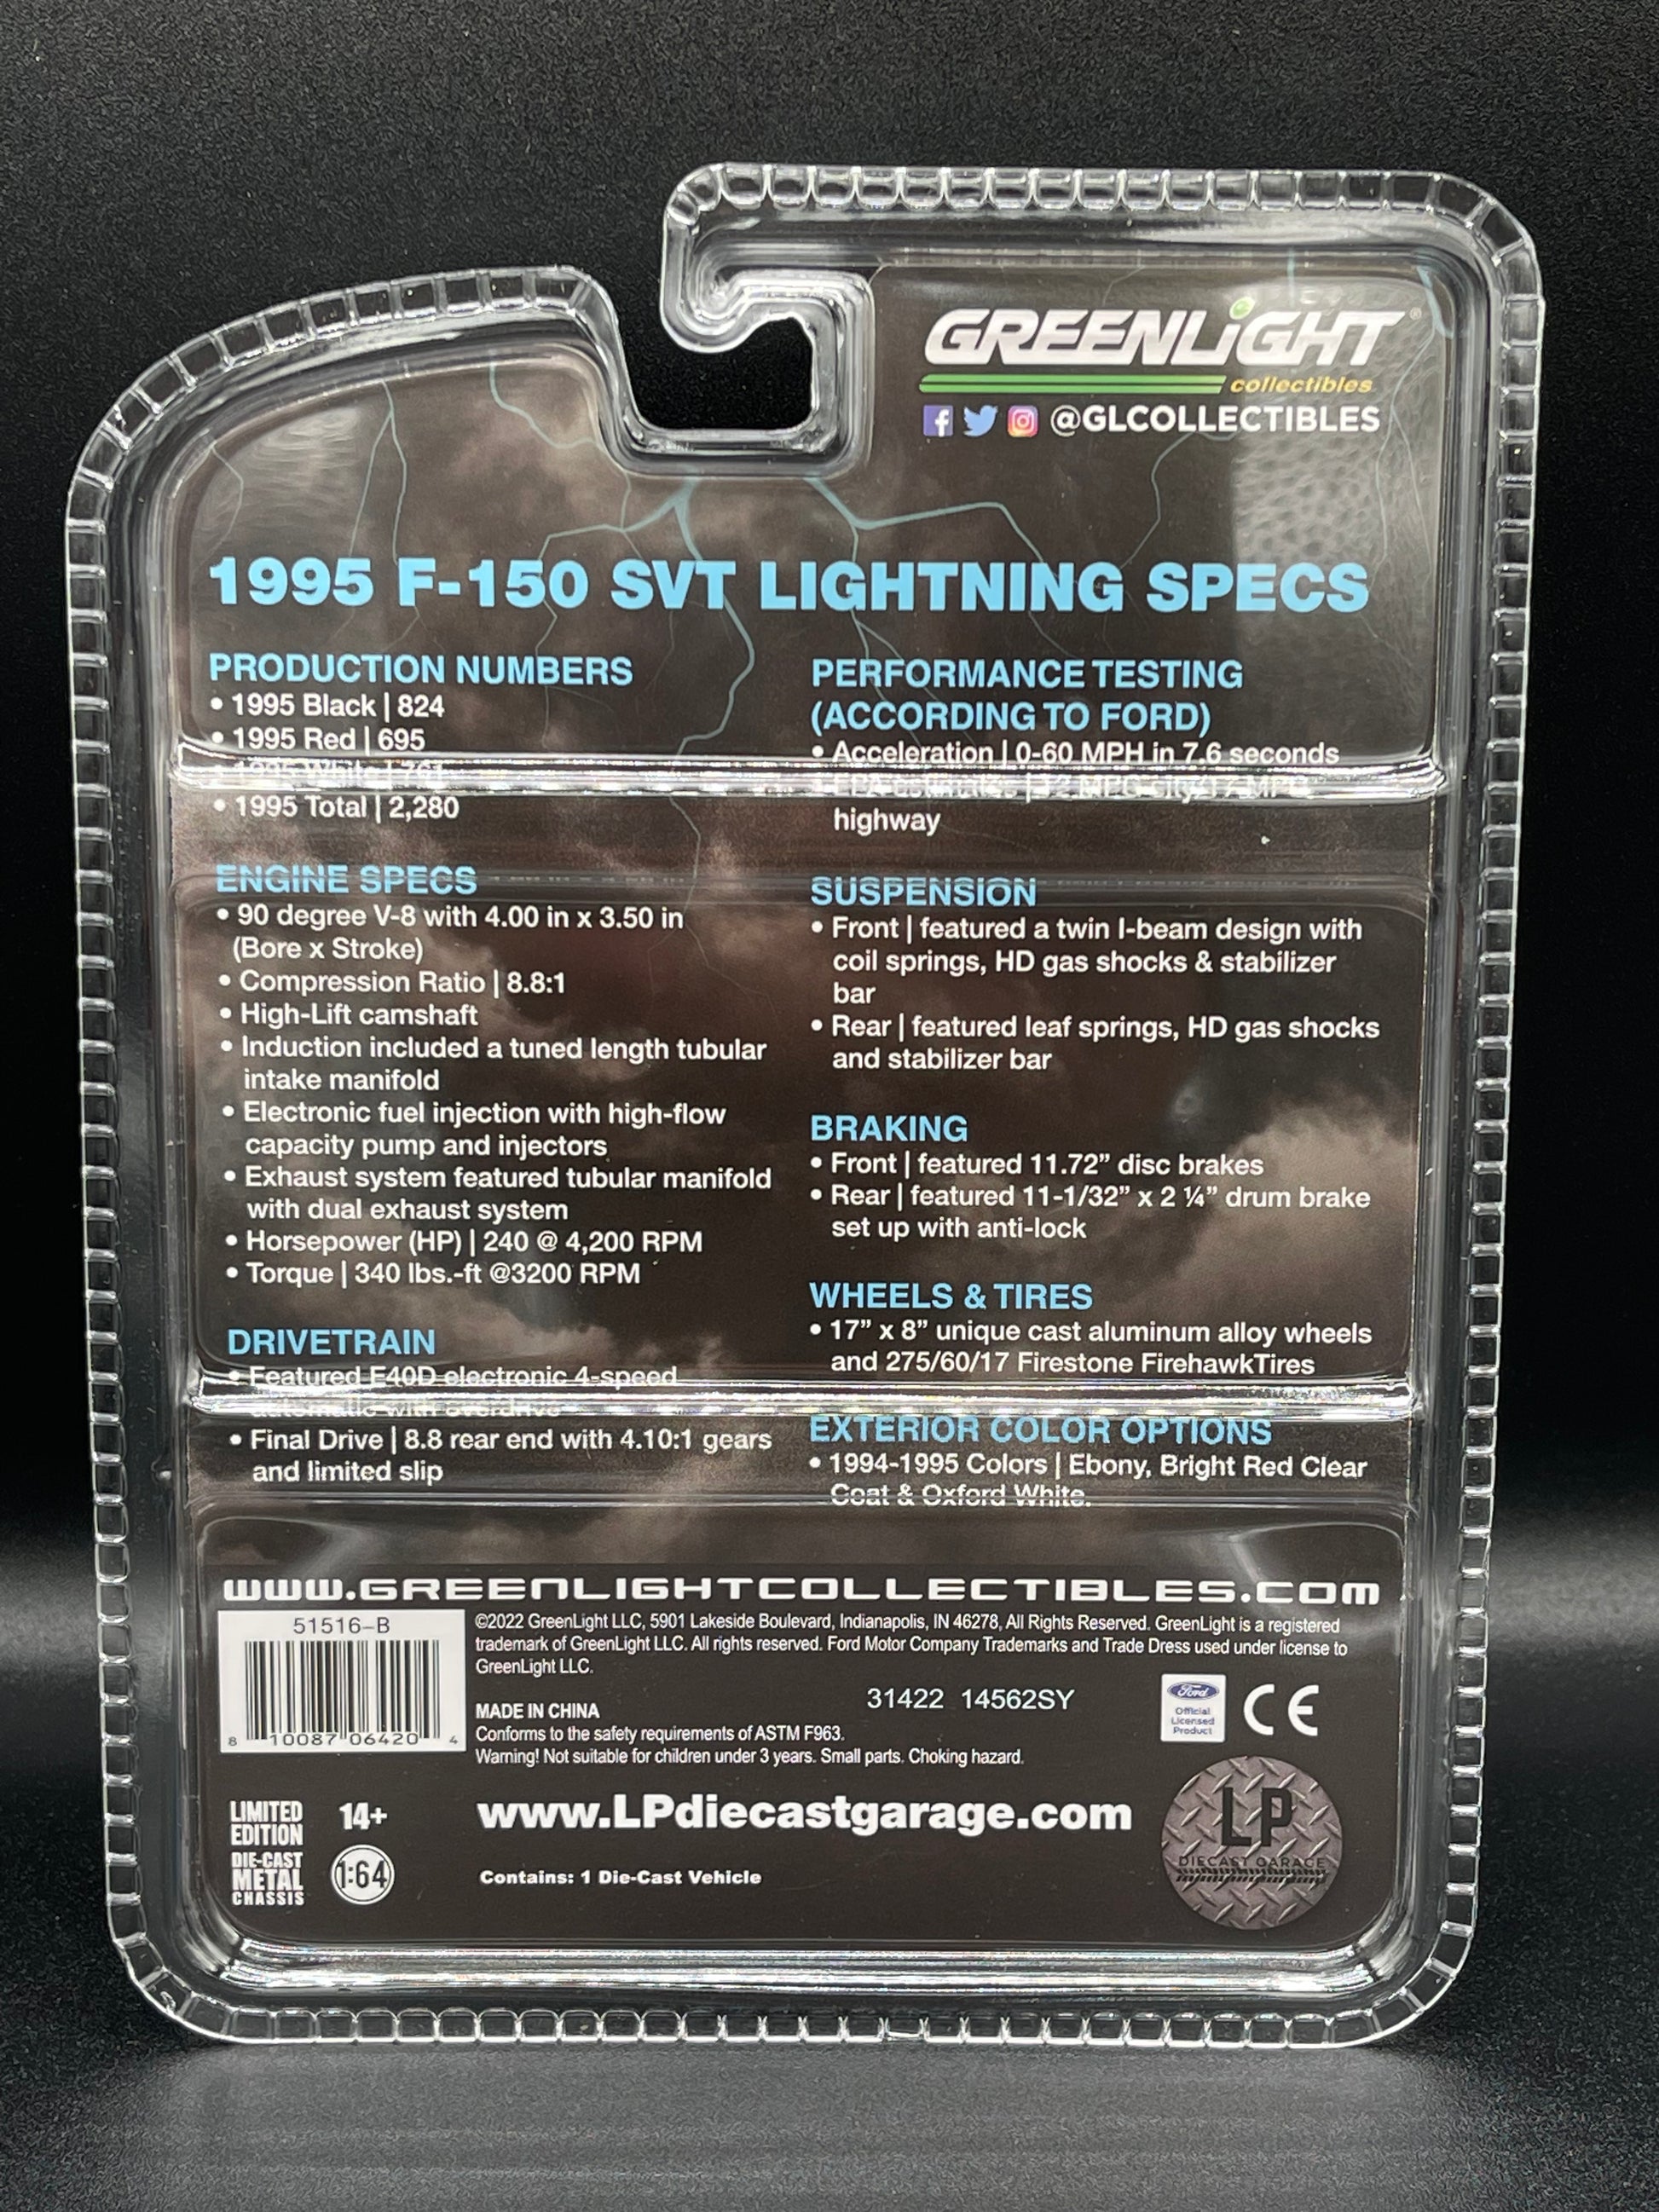 GREENLiGHT®
collectibles
@GLCOLLECTIBLES
1995 F-150 SVT LIGHTNING SPECS
PRODUCTION NUMBERS
• 1995 Black | 824
• 1995 Red | 695
• 1995 White | 761
• 1995 Total | 2,280
ENGINE SPECS
• 90 degree V-8 with 4.00 in x 3.50 in
(Bore x Stroke)
• Compression Ratio | 8.8:1
• High-Lift camshaft
• Induction included a tuned length tubular
intake manifold
• Electronic fuel injection with high-flow
capacity pump and injectors
• Exhaust system featured tubular manifold
with dual exhaust system
• Horsepower (HP) | 240 @ 4,200 RPM
• Torque | 340 lbs.-ft @3200 RPM
DRIVETRAIN
• Featured E40D electronic 4-speed
automatic with overdrive
• Final Drive | 8.8 rear end with 4.10:1 gears
and limited slip
PERFORMANCE TESTING
(ACCORDING TO FORD)
• Acceleration | 0-60 MPH in 7.6 seconds
• EPA estimates | 12 MPG city/17 MPG
highway
SUSPENSION
• Front | featured a twin I-beam design with
coil springs, HD gas shocks & stabilizer
bar
• Rear | featured leaf springs, HD gas shocks
and stabilizer bar
BRAKING
• Front | featured 11.72” disc brakes
• Rear | featured 11-1/32” x 2 ¼” drum brake
set up with anti-lock
WHEELS & TIRES
• 17” x 8” unique cast aluminum alloy wheels
and 275/60/17 Firestone FirehawkTires
EXTERIOR COLOR OPTIONS
• 1994-1995 Colors | Ebony, Bright Red Clear
Coat & Oxford White.
www.GREENLIGHTCOLLECTIBLES.COM
51516-B
8 10087 06420 4
©2022 GreenLight LLC, 5901 Lakeside Boulevard, Indianapolis, IN 46278, All Rights Reserved. GreenLight is a registered
trademark of GreenLight LLC. All rights reserved. Ford Motor Company Trademarks and Trade Dress used under license to
GreenLight LLC.
31422 14562SY
MADE IN CHINA
Conforms to the safety requirements of ASTM F963.
Warning! Not suitable for children under 3 years. Small parts. Choking hazard.
Ford
Official
Licensed
Product
CE
LIMITED
EDITION
DIE-CAST
METAL
CHASSIS
14+
1:64
www.LPdiecastgarage.com
Contains: 1 Die-Cast Vehicle
LP
DIECAST GARAGE